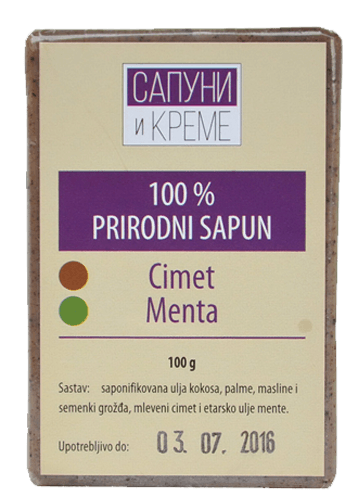 САПУНИ
и КРЕМЕ
100 %
PRIRODNI SAPUN
Cimet
Menta
100 g
Sastav: saponifikovana ulja kokosa, palme, masline i
semenki grožđa, mleveni cimet i etarsko ulje mente.
Upotrebljivo do: 03. 07. 2016